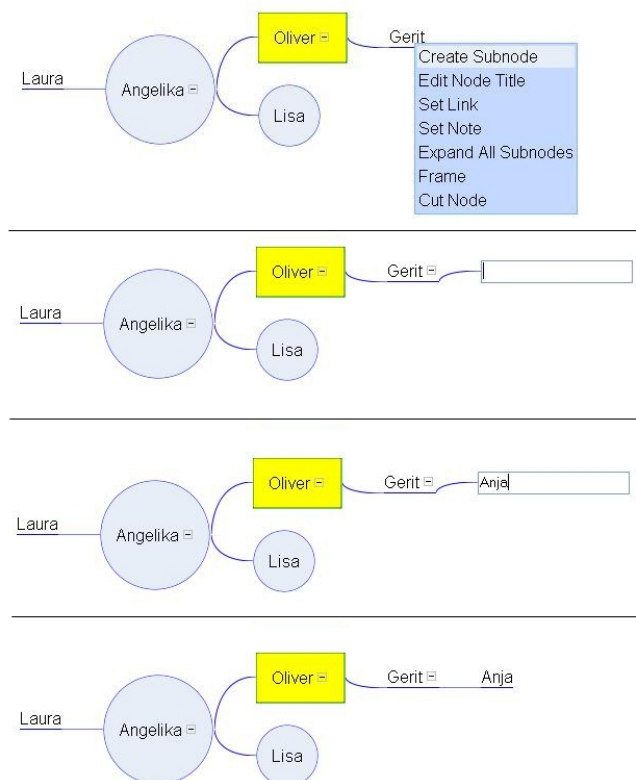 Oliver
Gerit
Laura
Angelika
Lisa
Create Subnode
Edit Node Title
Set Link
Set Note
Expand All Subnodes
Frame
Cut Node
Oliver
Gerit
Laura
Angelika
Lisa
Oliver
Gerit
Anja
Laura
Angelika
Lisa
Oliver
Gerit
Anja
Laura
Angelika
Lisa